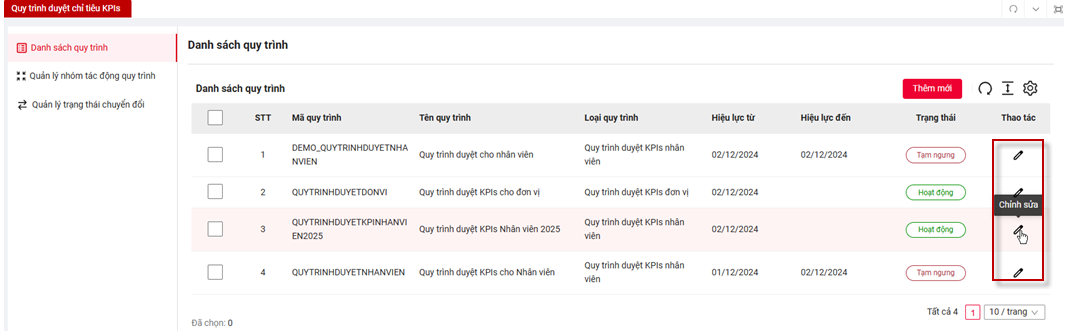 Quy trình duyệt chỉ tiêu KPIs
Danh sách quy trình
Quản lý nhóm tác động quy trình
Quản lý trạng thái chuyển đổi
Danh sách quy trình
Danh sách quy trình
Thêm mới
STT Mã quy trình Tên quy trình Loại quy trình Hiệu lực từ Hiệu lực đến Trạng thái Thao tác
1 DEMO_QUYTRINHDUYETNHA
NVIEN Quy trình duyệt cho nhân viên Quy trình duyệt KPIs nhân
viên 02/12/2024 02/12/2024 Tạm ngưng
2 QUYTRINHDUYETDONVI Quy trình duyệt KPIs cho đơn vị Quy trình duyệt KPIs đơn vị 02/12/2024 Hoạt động
Chỉnh sửa
3 QUYTRINHDUYETKPINHANVI
EN2025 Quy trình duyệt KPIs Nhân viên 2025 Quy trình duyệt KPIs nhân
viên 02/12/2024 Hoạt động
4 QUYTRINHDUYETNHANVIEN Quy trình duyệt KPIs cho Nhân viên Quy trình duyệt KPIs nhân
viên 01/12/2024 02/12/2024 Tạm ngưng
Tất cả 4 1 10 / trang
Đã chọn: 0